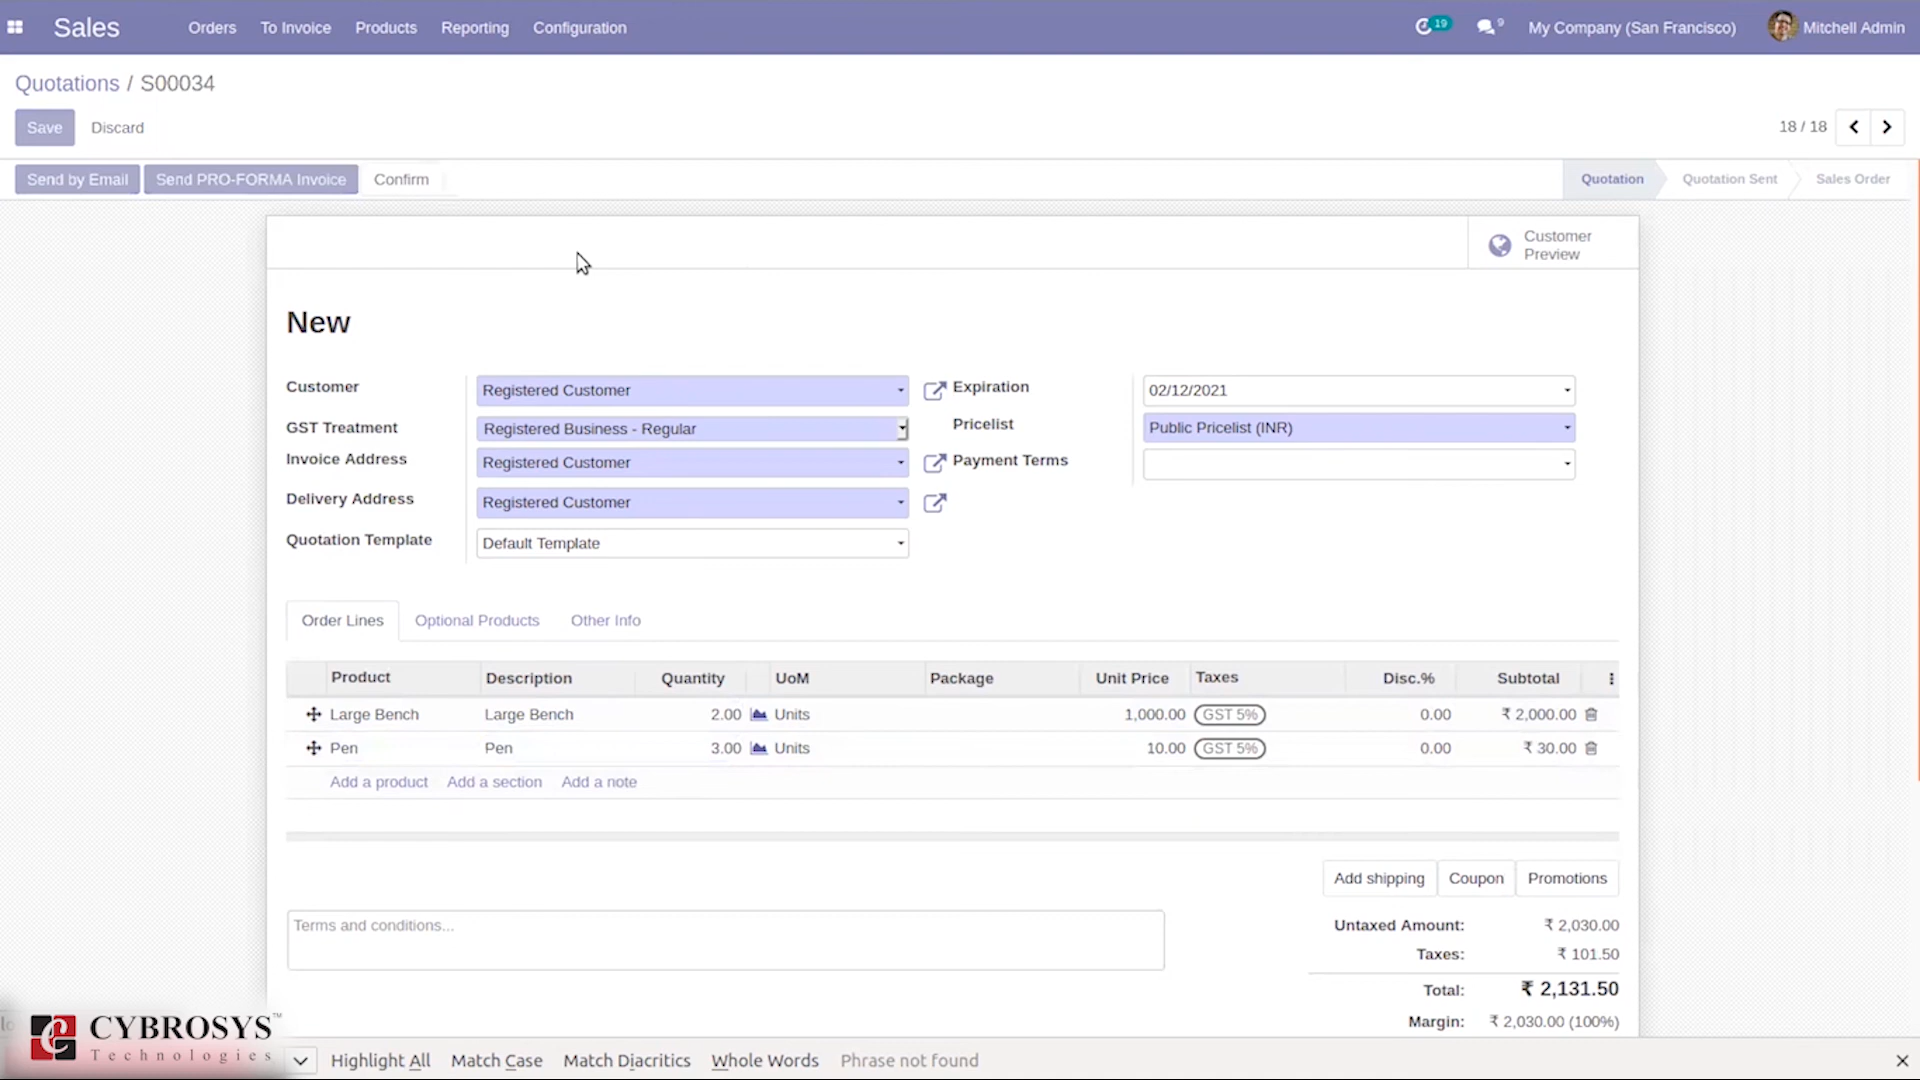 Sales Orders To Invoice Products Reporting Configuration 19 9 My Company (San Francisco) Mitchell Admin
Quotations / S00034
Save Discard 18 / 18
Send by Email Send PRO-FORMA Invoice Confirm Quotation Quotation Sent Sales Order
Customer
Preview
New
Customer Registered Customer Expiration 02/12/2021
GST Treatment Registered Business - Regular Pricelist Public Pricelist (INR)
Invoice Address Registered Customer Payment Terms
Delivery Address Registered Customer
Quotation Template Default Template
Order Lines Optional Products Other Info
Product Description Quantity UoM Package Unit Price Taxes Disc.% Subtotal
Large Bench Large Bench 2.00 Units 1,000.00 GST 5% 0.00 ₹ 2,000.00
Pen Pen 3.00 Units 10.00 GST 5% 0.00 ₹ 30.00
Add a product Add a section Add a note
Add shipping Coupon Promotions
Terms and conditions... Untaxed Amount: ₹ 2,030.00
Taxes: ₹ 101.50
Total: ₹ 2,131.50
Margin: ₹ 2,030.00 (100%)
CYBROSYS™
Technologies
Highlight All Match Case Match Diacritics Whole Words Phrase not found